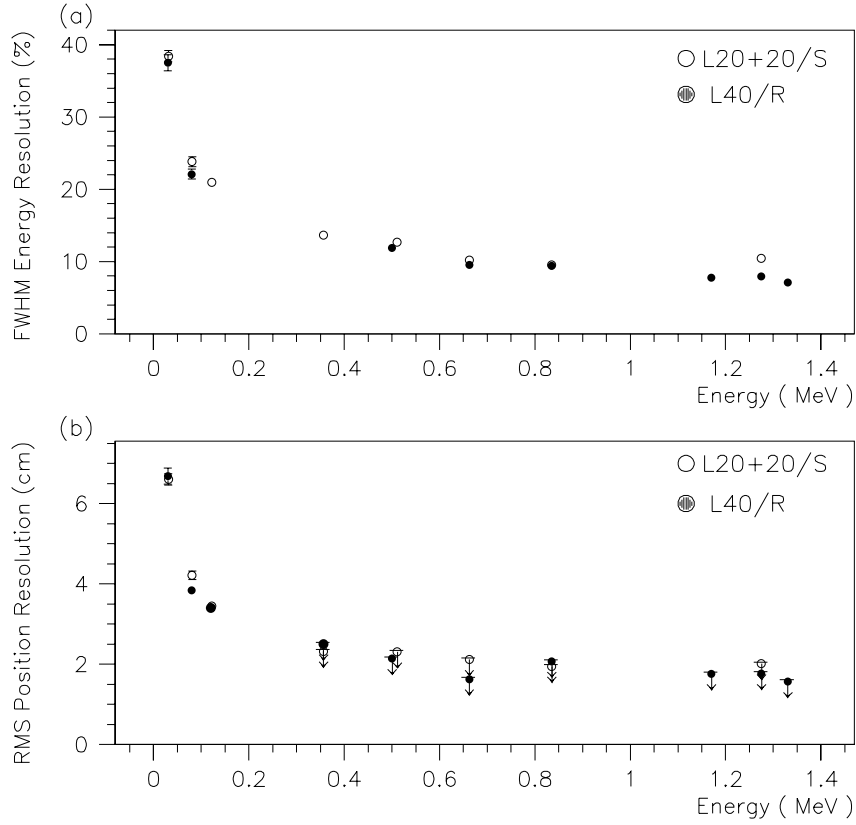 (a)
FWHM Energy Resolution (%)
40
30
20
10
0
L20+20/S
L40/R
0 0.2 0.4 0.6 0.8 1 1.2 1.4
Energy ( MeV )
(b)
RMS Position Resolution (cm)
6
4
2
0
L20+20/S
L40/R
0 0.2 0.4 0.6 0.8 1 1.2 1.4
Energy ( MeV )